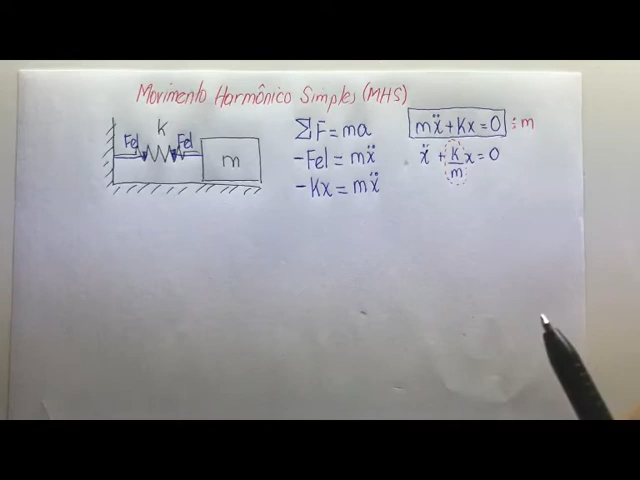 Movimento Harmônico Simples (MHS)
Fel K Fel
m
ΣF = ma
-Fel = mẍ
-Kx = mẍ
mẍ + Kx = 0 ÷ m
ẍ + k/m x = 0